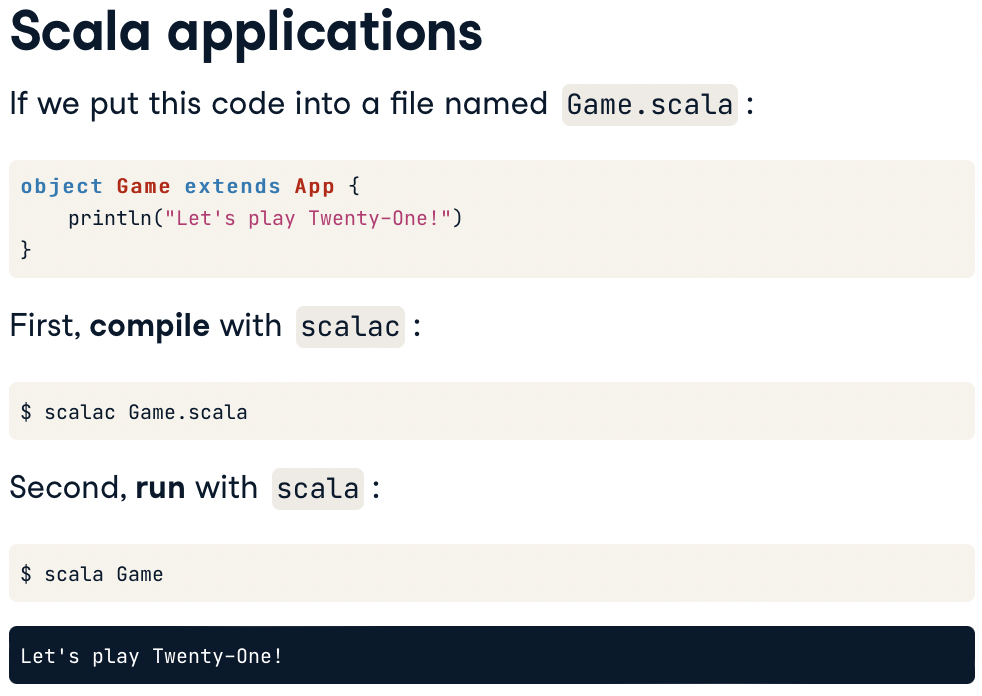 Scala applications
If we put this code into a file named Game.scala :
object Game extends App {
    println("Let's play Twenty-One!")
}
First, compile with scalac :
$ scalac Game.scala
Second, run with scala :
$ scala Game
Let's play Twenty-One!